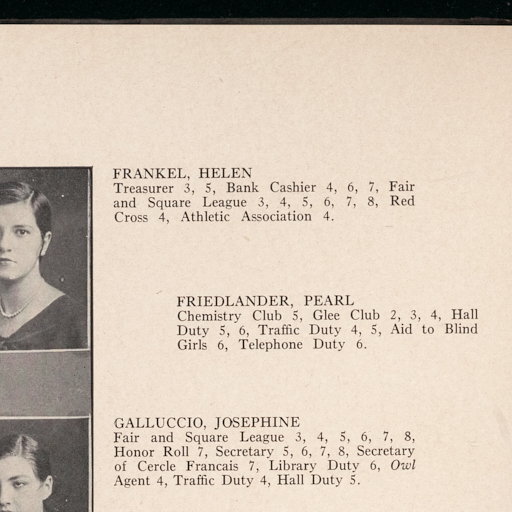 FRANKEL, HELEN
Treasurer 3, 5, Bank Cashier 4, 6, 7, Fair
and Square League 3, 4, 5, 6, 7, 8, Red
Cross 4, Athletic Association 4.
FRIEDLANDER, PEARL
Chemistry Club 5, Glee Club 2, 3, 4, Hall
Duty 5, 6, Traffic Duty 4, 5, Aid to Blind
Girls 6, Telephone Duty 6.
GALLUCCIO, JOSEPHINE
Fair and Square League 3, 4, 5, 6, 7, 8,
Honor Roll 7, Secretary 5, 6, 7, 8, Secretary
of Cercle Francais 7, Library Duty 6, Owl
Agent 4, Traffic Duty 4, Hall Duty 5.